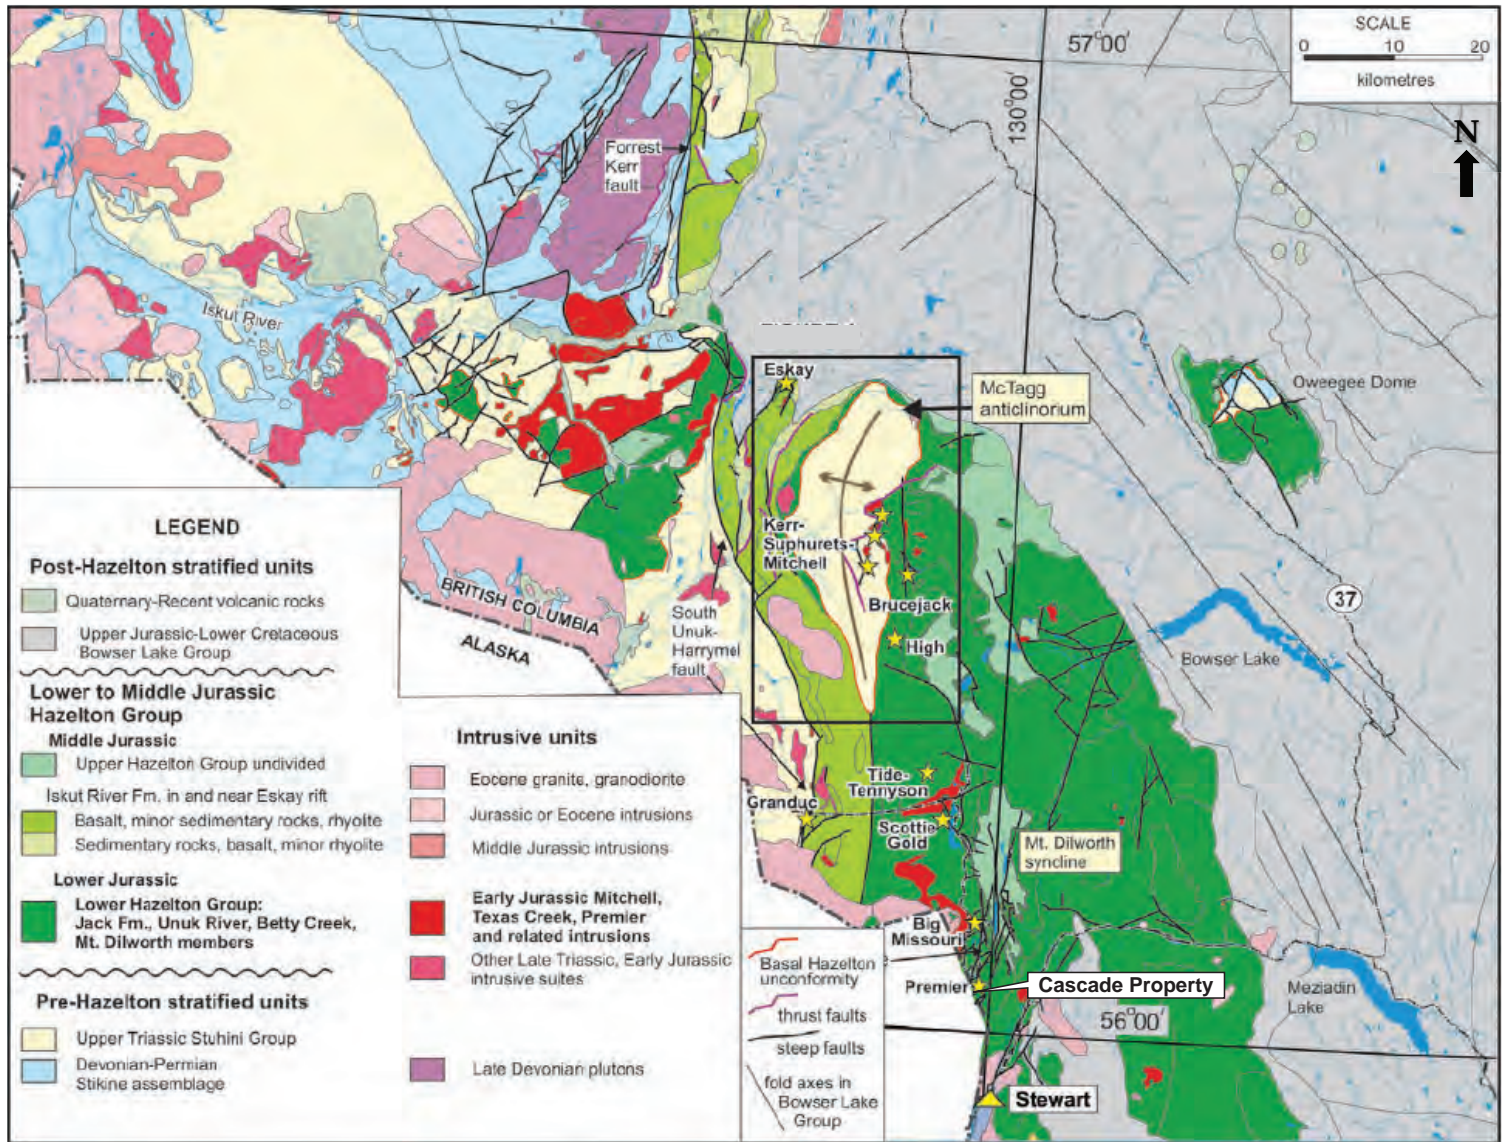 SCALE
0 10 20
kilometres
57°00'
130°00'
N
Forrest
Kerr
fault
Iskut River
Eskay
McTagg
anticlinorium
Oweegee Dome
Kerr-
Suphurets-
Mitchell
Brucejack
High
South
Unuk-
Harrymel
fault
BRITISH COLUMBIA
ALASKA
37
Bowser Lake
Tide-
Tennyson
Granduc
Scottie
Gold
Mt. Dilworth
syncline
Big
Missouri
e
Premier
Cascade Property
56°00'
Meziadin
Lake
Stewart
LEGEND
Post-Hazelton stratified units
Quaternary-Recent volcanic rocks
Upper Jurassic-Lower Cretaceous
Bowser Lake Group
Lower to Middle Jurassic
Hazelton Group
Middle Jurassic
Upper Hazelton Group undivided
Iskut River Fm. in and near Eskay rift
Basalt, minor sedimentary rocks, rhyolite
Sedimentary rocks, basalt, minor rhyolite
Lower Jurassic
Lower Hazelton Group:
Jack Fm., Unuk River, Betty Creek,
Mt. Dilworth members
Pre-Hazelton stratified units
Upper Triassic Stuhini Group
Devonian-Permian
Stikine assemblage
Intrusive units
Eocene granite, granodiorite
Jurassic or Eocene intrusions
Middle Jurassic intrusions
Early Jurassic Mitchell,
Texas Creek, Premier
and related intrusions
Other Late Triassic, Early Jurassic
intrusive suites
Late Devonian plutons
Basal Hazelton
unconformity
thrust faults
steep faults
fold axes in
Bowser Lake
Group